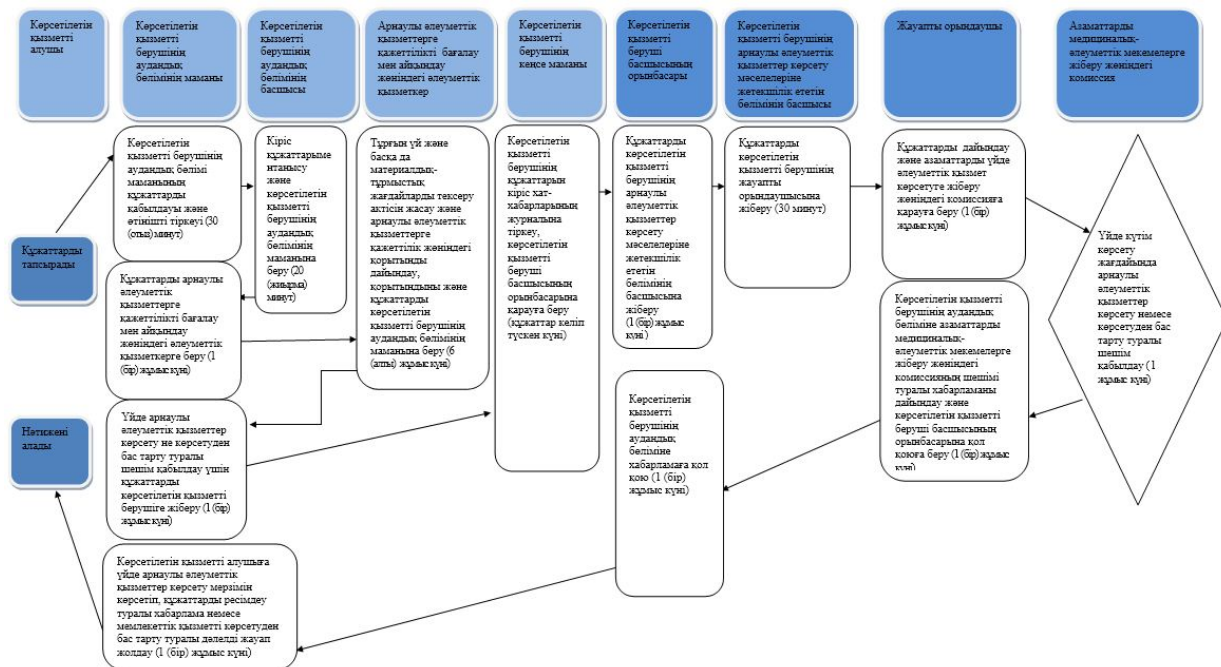 Көрсетілетін
қызметті
алушы
Көрсетілетін
қызметті
берушінің
аудандық
бөлімінің маманы
Көрсетілетін
қызметті
берушінің
аудандық
бөлімінің
басшысы
Арнаулы әлеуметтік
қызметтерге
қажеттілікті бағалау
мен айқындау
жөніндегі әлеуметтік
қызметкер
Көрсетілетін
қызметті
берушінің
кеңсе маманы
Көрсетілетін
қызметті
беруші
басшысының
орынбасары
Көрсетілетін
қызметті берушінің
арнаулы әлеуметтік
қызметтер көрсету
мәселелеріне
жетекшілік ететін
бөлімінің басшысы
Жауапты орындаушы
Азаматтарды
медициналық-
әлеуметтік мекемелерге
жіберу жөніндегі
комиссия
Құжаттарды
тапсырады
Көрсетілетін
қызметті берушінің
аудандық бөлімі
маманының
құжаттарды
қабылдауы және
өтінішті тіркеуі (30
(отыз) минут)
Кіріс
құжаттарыме
нтанысу
және
көрсетілетін
қызметті
берушінің
аудандық
бөлімінің
маманына
беру (20
(жиырма)
минут)
Құжаттарды арнаулы
әлеуметтік
қызметтерге
қажеттілікті бағалау
мен айқындау
жөніндегі әлеуметтік
қызметкерге беру (1
(бір) жұмыс күні)
Тұрғын үй және
басқа да
материалдық-
тұрмыстық
жағдайларды тексеру
актісін жасау және
арнаулы әлеуметтік
қызметтерге
қажеттілік жөніндегі
қорытынды
дайындау,
қорытындыны және
құжаттарды
көрсетілетін
қызметті берушінің
аудандық бөлімінің
маманына беру (6
(алты) жұмыс күні)
Үйде арнаулы
әлеуметтік қызметтер
көрсету не көрсетуден
бас тарту туралы
шешім қабылдау үшін
құжаттарды
көрсетілетін қызметті
берушіге жіберу (1 (бір)
жұмыс күні)
Көрсетілетін
қызметті
берушінің
құжаттарын
кіріс хат-
хабарларының
журналына
тіркеу,
көрсетілетін
қызметті
беруші
басшысының
орынбасарына
қарауға беру
(құжаттар келіп
түскен күні)
Құжаттарды
көрсетілетін
қызметті
берушінің
арнаулы
әлеуметтік
қызметтер
көрсету
мәселелеріне
жетекшілік
ететін
бөлімінің
басшысына
жіберу
(1 (бір) жұмыс
күні )
Құжаттарды
көрсетілетін
қызметті берушінің
жауапты
орындаушысына
жіберу (30 минут)
Құжаттарды дайындау
және азаматтарды үйде
әлеуметтік қызмет
көрсетуге жіберу
жөніндегі комиссияға
қарауға беру (1 (бір)
жұмыс күні)
Үйде күтім
көрсету
жағдайында
арнаулы
әлеуметтік
қызметтер
көрсету немесе
көрсетуден бас
тарту туралы
шешім
қабылдау (1
жұмыс күні)
Көрсетілетін қызметті
берушінің аудандық
бөліміне азаматтарды
медициналық-
әлеуметтік мекемелерге
жіберу жөніндегі
комиссияның шешімі
туралы хабарламаны
дайындау және
көрсетілетін қызметті
беруші басшысының
орынбасарына қол
қоюға беру (1 (бір) жұмыс
күні)
Көрсетілетін
қызметті
берушінің
аудандық
бөліміне
хабарламаға қол
қою (1 (бір)
жұмыс күні)
Көрсетілетін қызметті алушыға
үйде арнаулы әлеуметтік
қызметтер көрсету мерзімін
көрсетіп, құжаттарды ресімдеу
туралы хабарлама немесе
мемлекеттік қызметті көрсетуден
бас тарту туралы дәлелді жауап
жолдау (1 (бір) жұмыс күні)
Нәтижені
алады